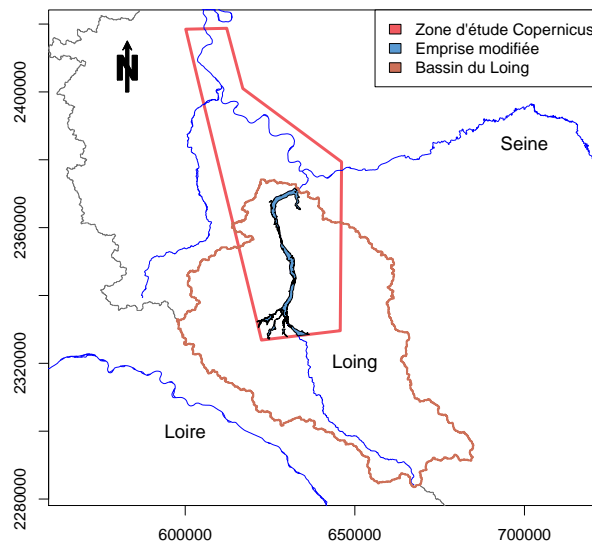 Zone d'étude Copernicus
Emprise modifiée
Bassin du Loing
N
Seine
Loing
Loire
2400000
2360000
2320000
2280000
600000
650000
700000